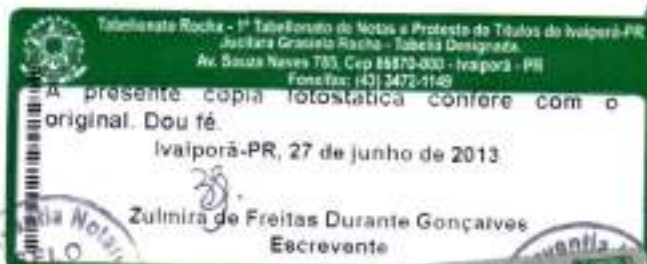 Tabelionato Rocha - 1º Tabelionato de Notas e Protesto de Títulos de Ivaiporã-PR
Jucilara Graciela Rocha - Tabeliã Designada.
Av. Souza Naves 785, Cep 86870-000 - Ivaiporã - PR
Fone/fax: (43) 3472-1149
A presente cópia fotostática confere com o
original. Dou fé.
Ivaiporã-PR, 27 de junho de 2013
Zulmira de Freitas Durante Gonçalves
Escrevente